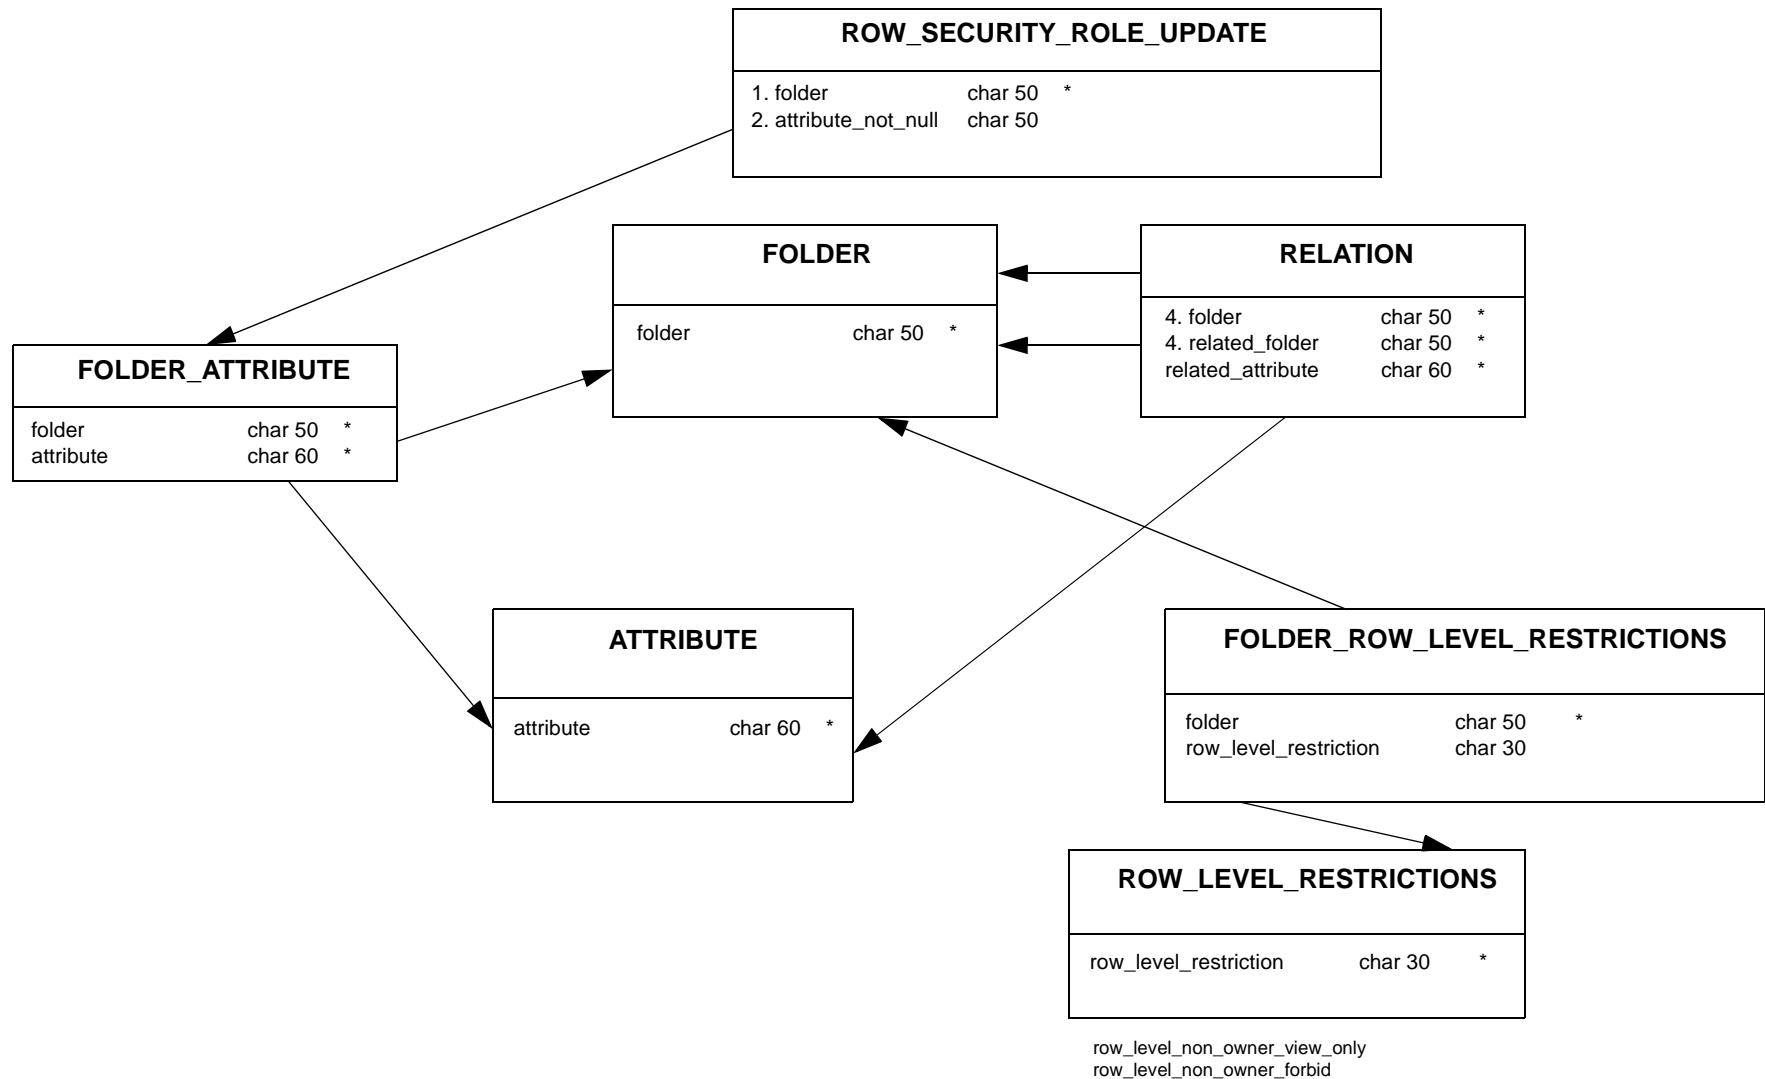 ROW_SECURITY_ROLE_UPDATE
1. folder char 50 *
2. attribute_not_null char 50
FOLDER
folder char 50 *
RELATION
4. folder char 50 *
4. related_folder char 50 *
related_attribute char 60 *
FOLDER_ATTRIBUTE
folder char 50 *
attribute char 60 *
ATTRIBUTE
attribute char 60 *
FOLDER_ROW_LEVEL_RESTRICTIONS
folder char 50 *
row_level_restriction char 30
ROW_LEVEL_RESTRICTIONS
row_level_restriction char 30 *
row_level_non_owner_view_only
row_level_non_owner_forbid